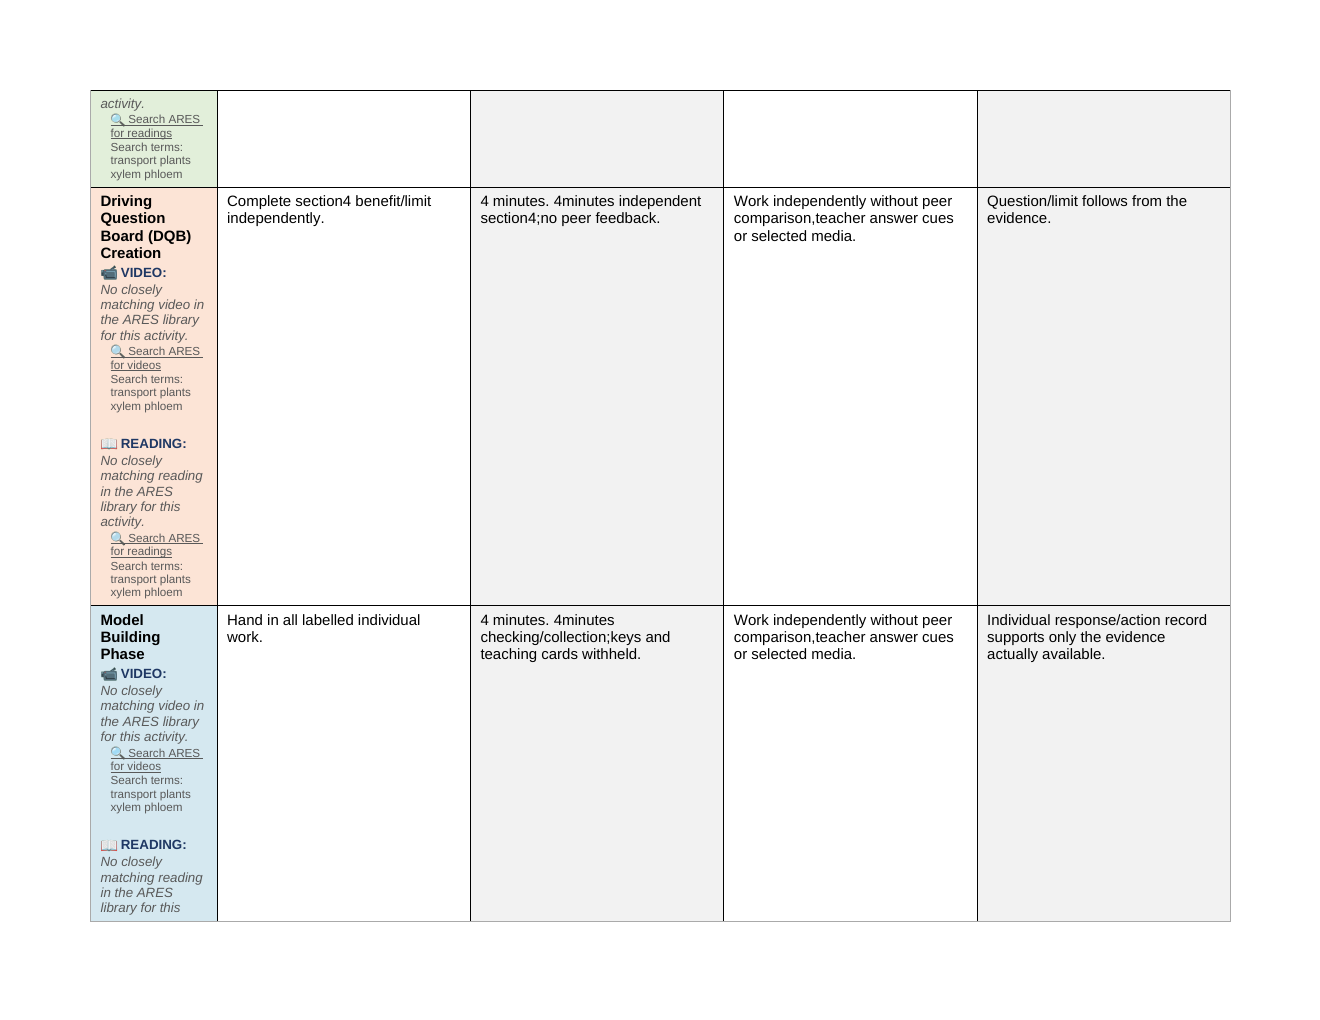 activity.
🔍 Search ARES
for readings
Search terms:
transport plants
xylem phloem
Driving
Question
Board (DQB)
Creation
📹 VIDEO:
No closely
matching video in
the ARES library
for this activity.
🔍 Search ARES
for videos
Search terms:
transport plants
xylem phloem
📖 READING:
No closely
matching reading
in the ARES
library for this
activity.
🔍 Search ARES
for readings
Search terms:
transport plants
xylem phloem
Complete section4 benefit/limit
independently.
4 minutes. 4minutes independent
section4;no peer feedback.
Work independently without peer
comparison,teacher answer cues
or selected media.
Question/limit follows from the
evidence.
Model
Building
Phase
📹 VIDEO:
No closely
matching video in
the ARES library
for this activity.
🔍 Search ARES
for videos
Search terms:
transport plants
xylem phloem
📖 READING:
No closely
matching reading
in the ARES
library for this
Hand in all labelled individual
work.
4 minutes. 4minutes
checking/collection;keys and
teaching cards withheld.
Work independently without peer
comparison,teacher answer cues
or selected media.
Individual response/action record
supports only the evidence
actually available.